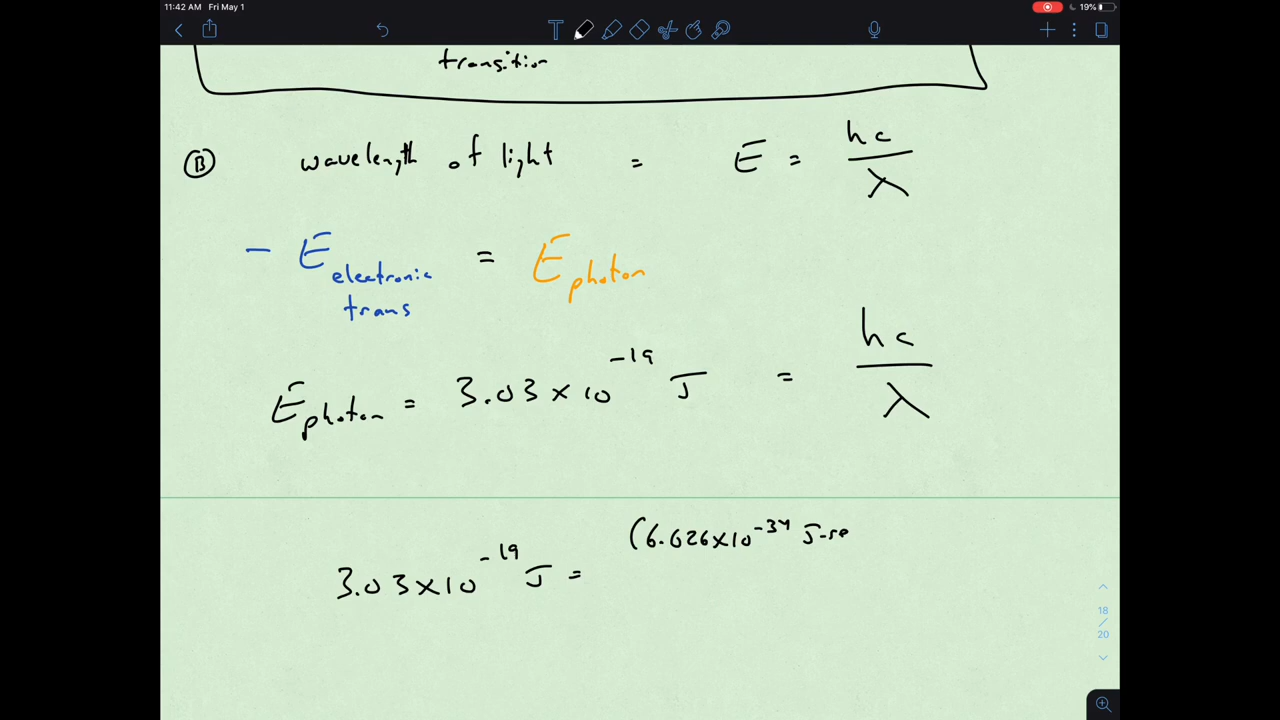 11:42 AM Fri May 1
19%
T
transition
B wavelength of light = E = hc / λ
- E electronic trans = E photon
E photon = 3.03 x 10^-19 J = hc / λ
3.03 x 10^-19 J = (6.626 x 10^-34 J-se
18
/
20